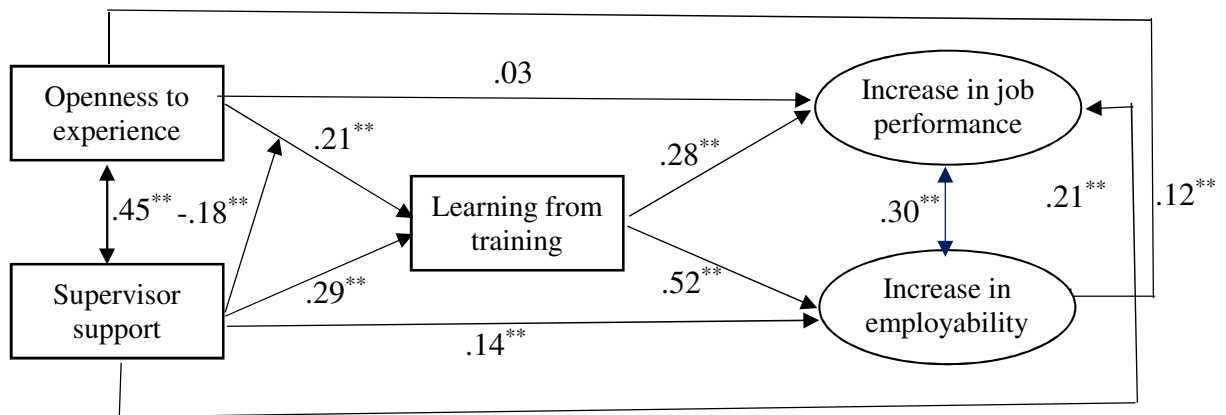 Openness to
experience
.03
Increase in job
performance
.21**
.28**
.45**
-.18**
Learning from
training
.30**
.21**
.12**
Supervisor
support
.29**
.52**
Increase in
employability
.14**